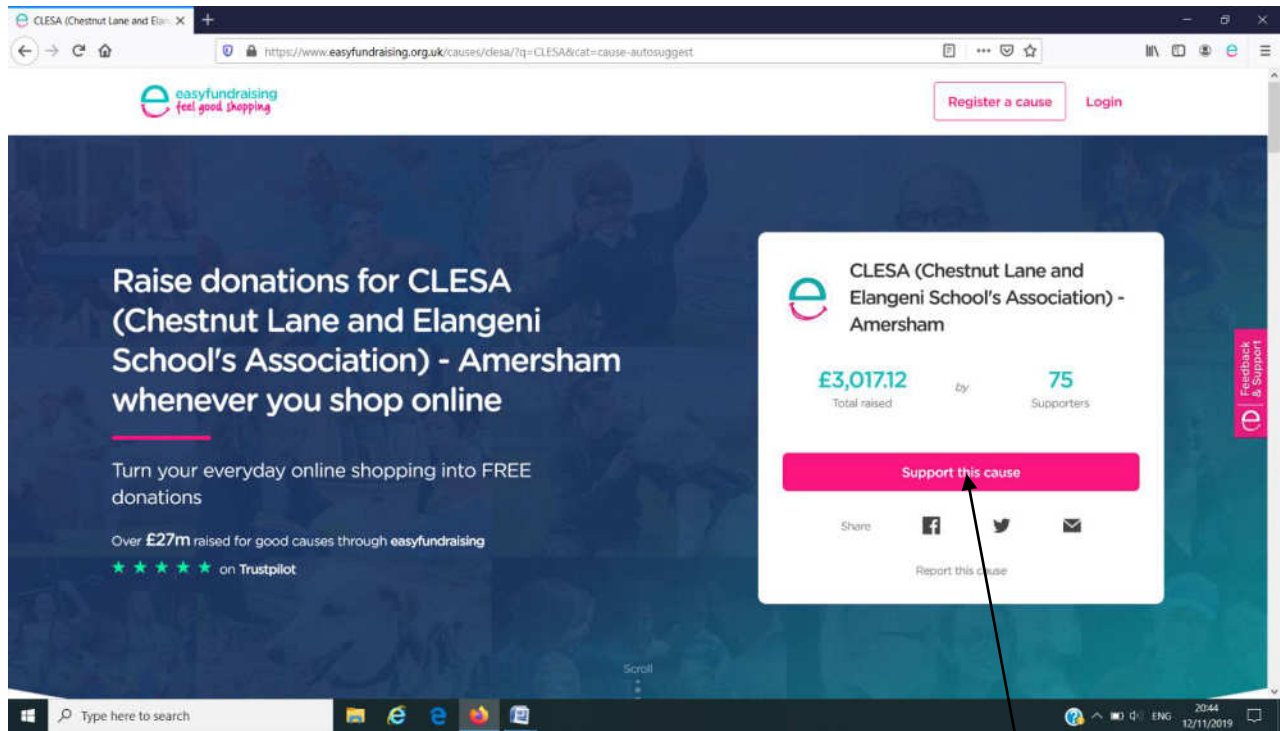 CLESA (Chestnut Lane and Elan
https://www.easyfundraising.org.uk/causes/clesa/?q=CLESA&cat=cause-autosuggest
easyfundraising
feel good shopping
Register a cause
Login
Raise donations for CLESA
(Chestnut Lane and Elangeni
School's Association) - Amersham
whenever you shop online
Turn your everyday online shopping into FREE
donations
Over £27m raised for good causes through easyfundraising
on Trustpilot
CLESA (Chestnut Lane and
Elangeni School's Association) -
Amersham
£3,017.12 by 75
Total raised Supporters
Support this cause
Share
Report this cause
Feedback
& Support
Scroll
Type here to search
ENG
20:44
12/11/2019